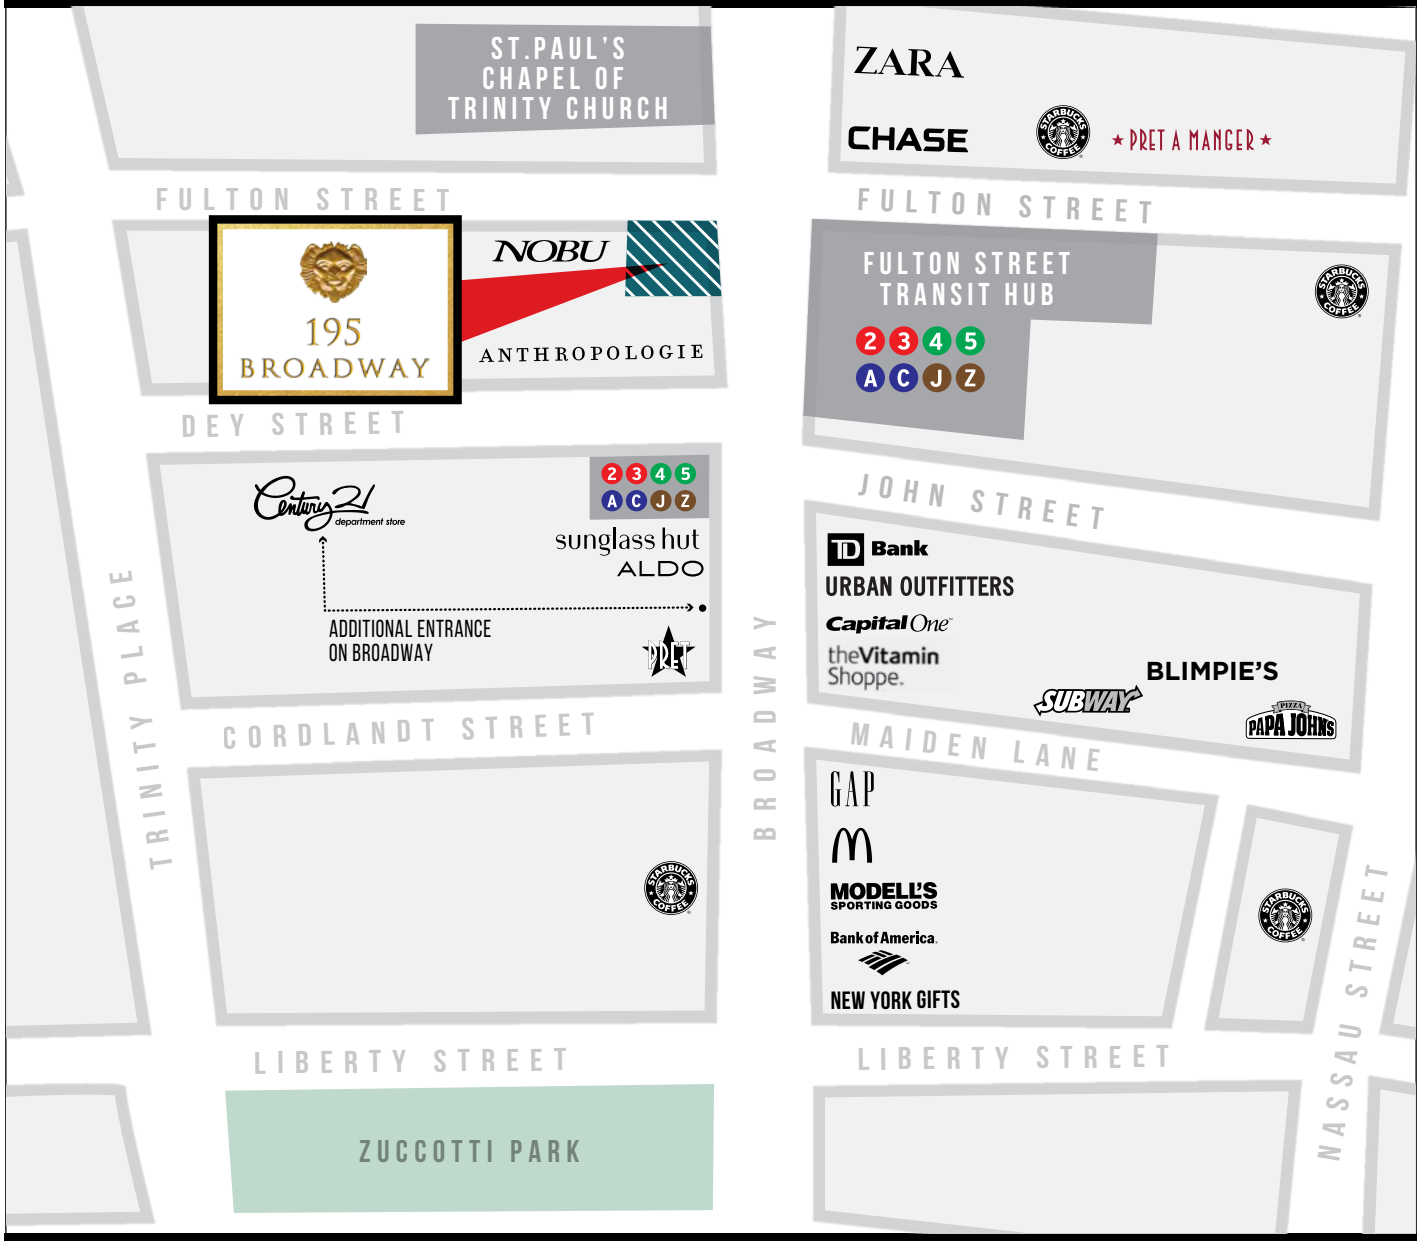 ST.PAUL'S
CHAPEL OF
TRINITY CHURCH
ZARA
CHASE
STARBUCKS
COFFEE
PRET A MANGER
FULTON STREET
FULTON STREET
195
BROADWAY
NOBU
ANTHROPOLOGIE
FULTON STREET
TRANSIT HUB
2 3 4 5
A C J Z
STARBUCKS
COFFEE
DEY STREET
JOHN STREET
Century 21
department store
2 3 4 5
A C J Z
sunglass hut
ALDO
ADDITIONAL ENTRANCE
ON BROADWAY
PRET
TRINITY PLACE
BROADWAY
TD Bank
URBAN OUTFITTERS
Capital One
theVitamin
Shoppe.
SUBWAY
BLIMPIE'S
PIZZA
PAPA JOHNS
CORDLANDT STREET
MAIDEN LANE
STARBUCKS
COFFEE
GAP
M
MODELL'S
SPORTING GOODS
Bank of America
NEW YORK GIFTS
STARBUCKS
COFFEE
NASSAU STREET
LIBERTY STREET
LIBERTY STREET
ZUCCOTTI PARK